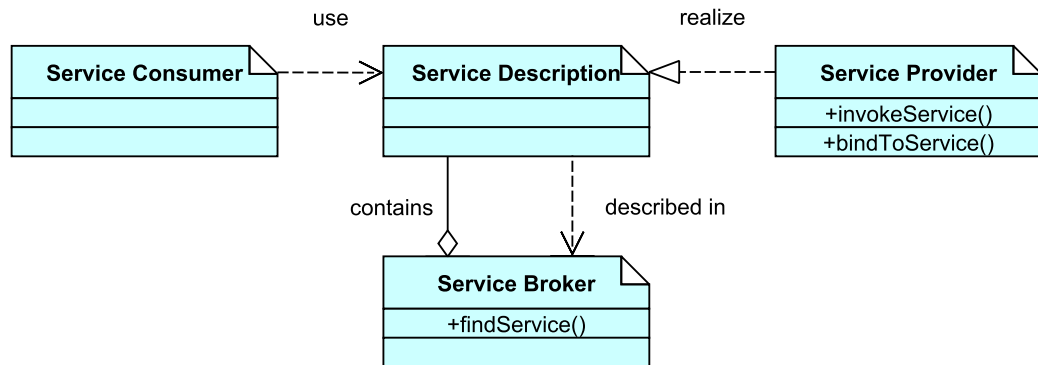 use
realize
Service Consumer
Service Description
Service Provider
+invokeService()
+bindToService()
contains
described in
Service Broker
+findService()